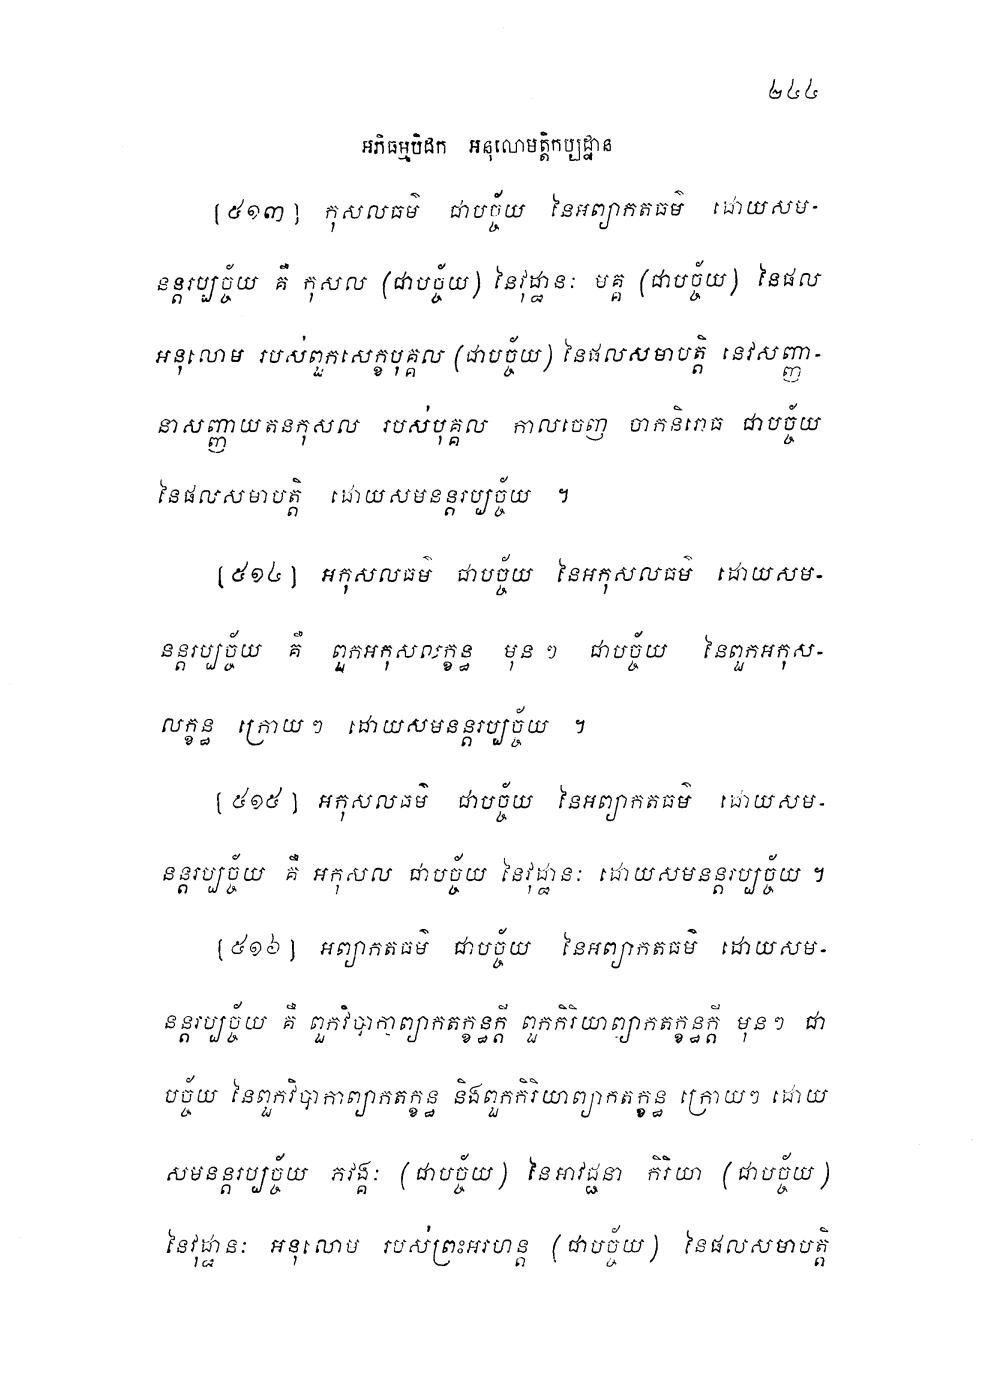 ២៤៤
អភិធម្មបិដក អនុលោមត្តិកប្បដ្ឋាន
[៥១៣] កុសលធម៌ ជាបច្ច័យ នៃអព្យាកតធម៌ ដោយសម-
នន្តរប្បច្ច័យ គឺ កុសល (ជាបច្ច័យ) នៃវុដ្ឋានៈ មគ្គ (ជាបច្ច័យ) នៃផល
អនុលោម របស់ពួកសេក្ខបុគ្គល (ជាបច្ច័យ) នៃផលសមាបត្តិ នេវសញ្ញា-
នាសញ្ញាយតនកុសល របស់បុគ្គល កាលចេញ ចាកនិរោធ ជាបច្ច័យ
នៃផលសមាបត្តិ ដោយសមនន្តរប្បច្ច័យ ។
[៥១៤] អកុសលធម៌ ជាបច្ច័យ នៃអកុសលធម៌ ដោយសម-
នន្តរប្បច្ច័យ គឺ ពួកអកុសលក្ខន្ធ មុន ៗ ជាបច្ច័យ នៃពួកអកុស-
លក្ខន្ធ ក្រោយ ៗ ដោយសមនន្តរប្បច្ច័យ ។
[៥១៥] អកុសលធម៌ ជាបច្ច័យ នៃអព្យាកតធម៌ ដោយសម-
នន្តរប្បច្ច័យ គឺ អកុសល ជាបច្ច័យ នៃវុដ្ឋានៈ ដោយសមនន្តរប្បច្ច័យ ។
[៥១៦] អព្យាកតធម៌ ជាបច្ច័យ នៃអព្យាកតធម៌ ដោយសម-
នន្តរប្បច្ច័យ គឺ ពួកវិបាកាព្យាកតក្ខន្ធក្តី ពួកកិរិយាព្យាកតក្ខន្ធក្តី មុន ៗ ជា
បច្ច័យ នៃពួកវិបាកាព្យាកតក្ខន្ធ និងពួកកិរិយាព្យាកតក្ខន្ធ ក្រោយ ៗ ដោយ
សមនន្តរប្បច្ច័យ ភវង្គៈ (ជាបច្ច័យ) នៃអាវជ្ជនា កិរិយា (ជាបច្ច័យ)
នៃវុដ្ឋានៈ អនុលោម របស់ព្រះអរហន្ត (ជាបច្ច័យ) នៃផលសមាបត្តិ